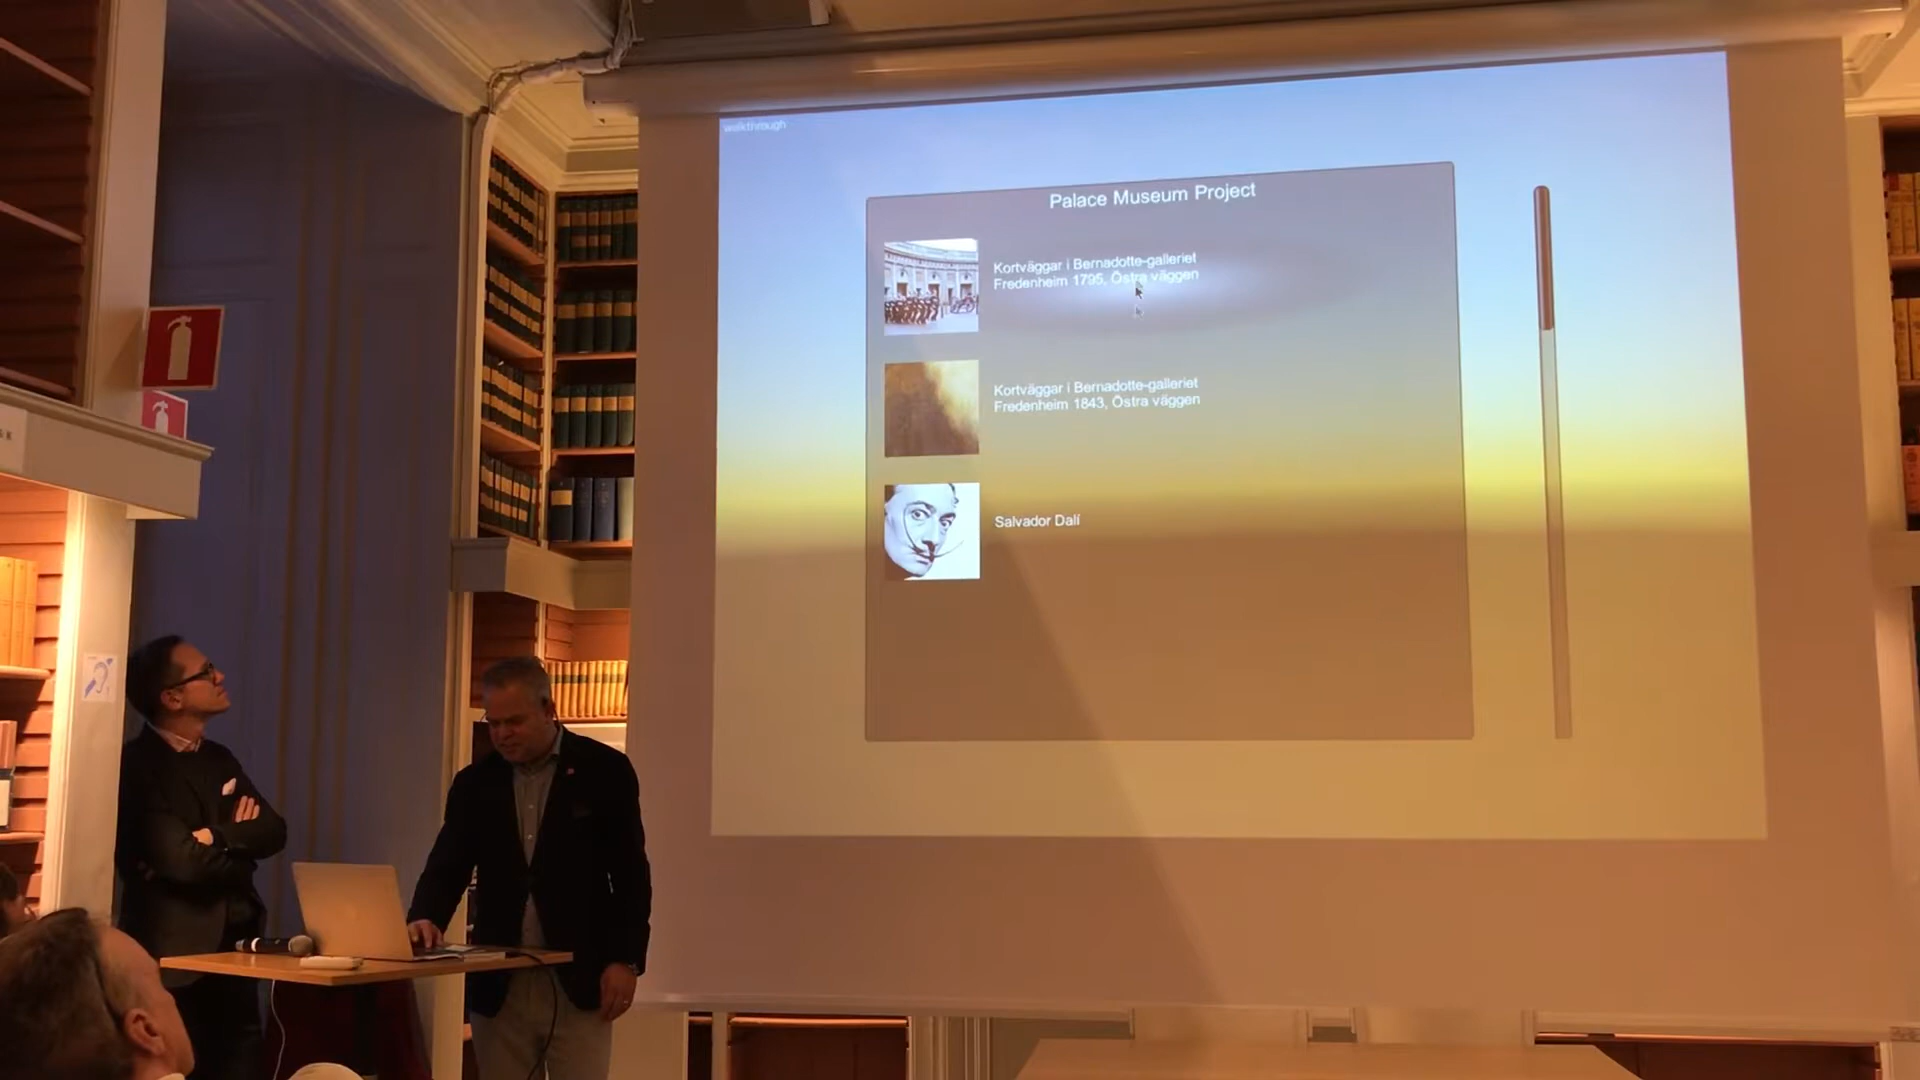 walkthrough
Palace Museum Project
Kortväggar i Bernadotte-galleriet
Fredenheim 1795, Östra väggen
Kortväggar i Bernadotte-galleriet
Fredenheim 1843, Östra väggen
Salvador Dalí